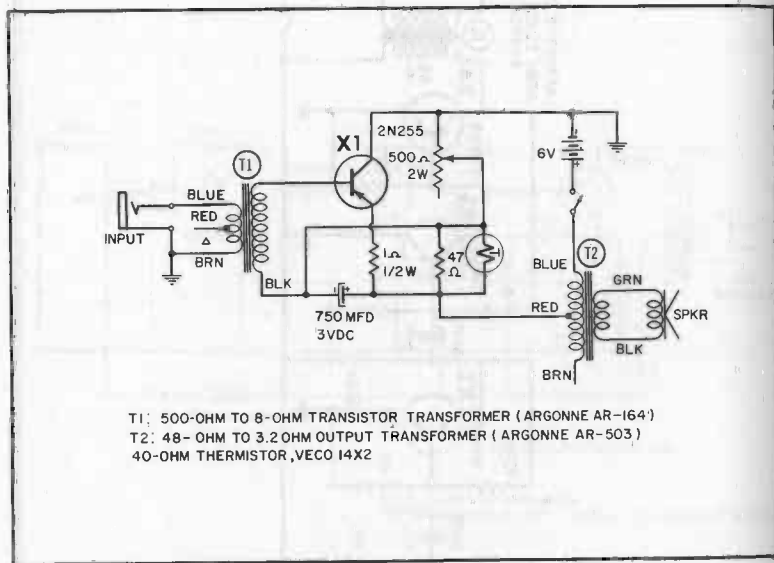 2N255
X1
500Ω
2W
6V
T1
BLUE
RED
Δ
INPUT
BRN
1Ω
1/2W
47
Ω
T
T2
BLUE
GRN
BLK
RED
SPKR
750 MFD
3VDC
BLK
BRN
T1: 500-OHM TO 8-OHM TRANSISTOR TRANSFORMER (ARGONNE AR-164)
T2: 48-OHM TO 3.2 OHM OUTPUT TRANSFORMER (ARGONNE AR-503)
40-OHM THERMISTOR, VECO 14X2